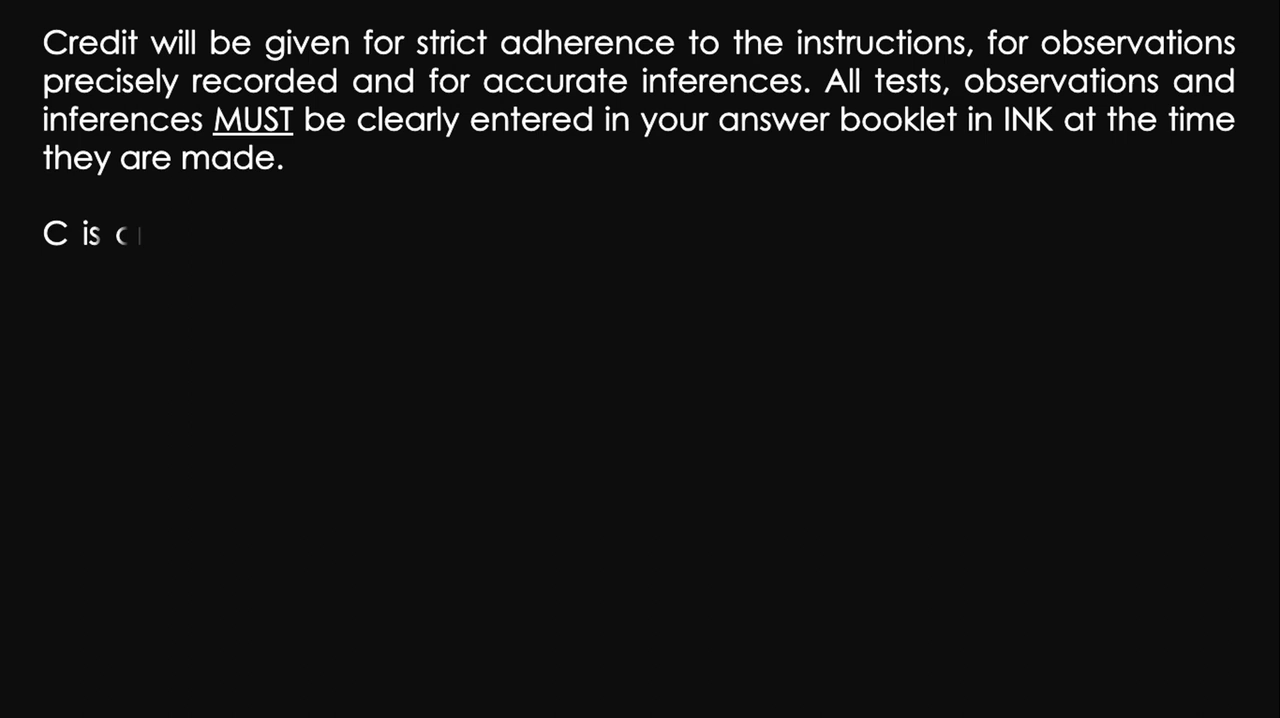 Credit will be given for strict adherence to the instructions, for observations
precisely recorded and for accurate inferences. All tests, observations and
inferences MUST be clearly entered in your answer booklet in INK at the time
they are made.
C is